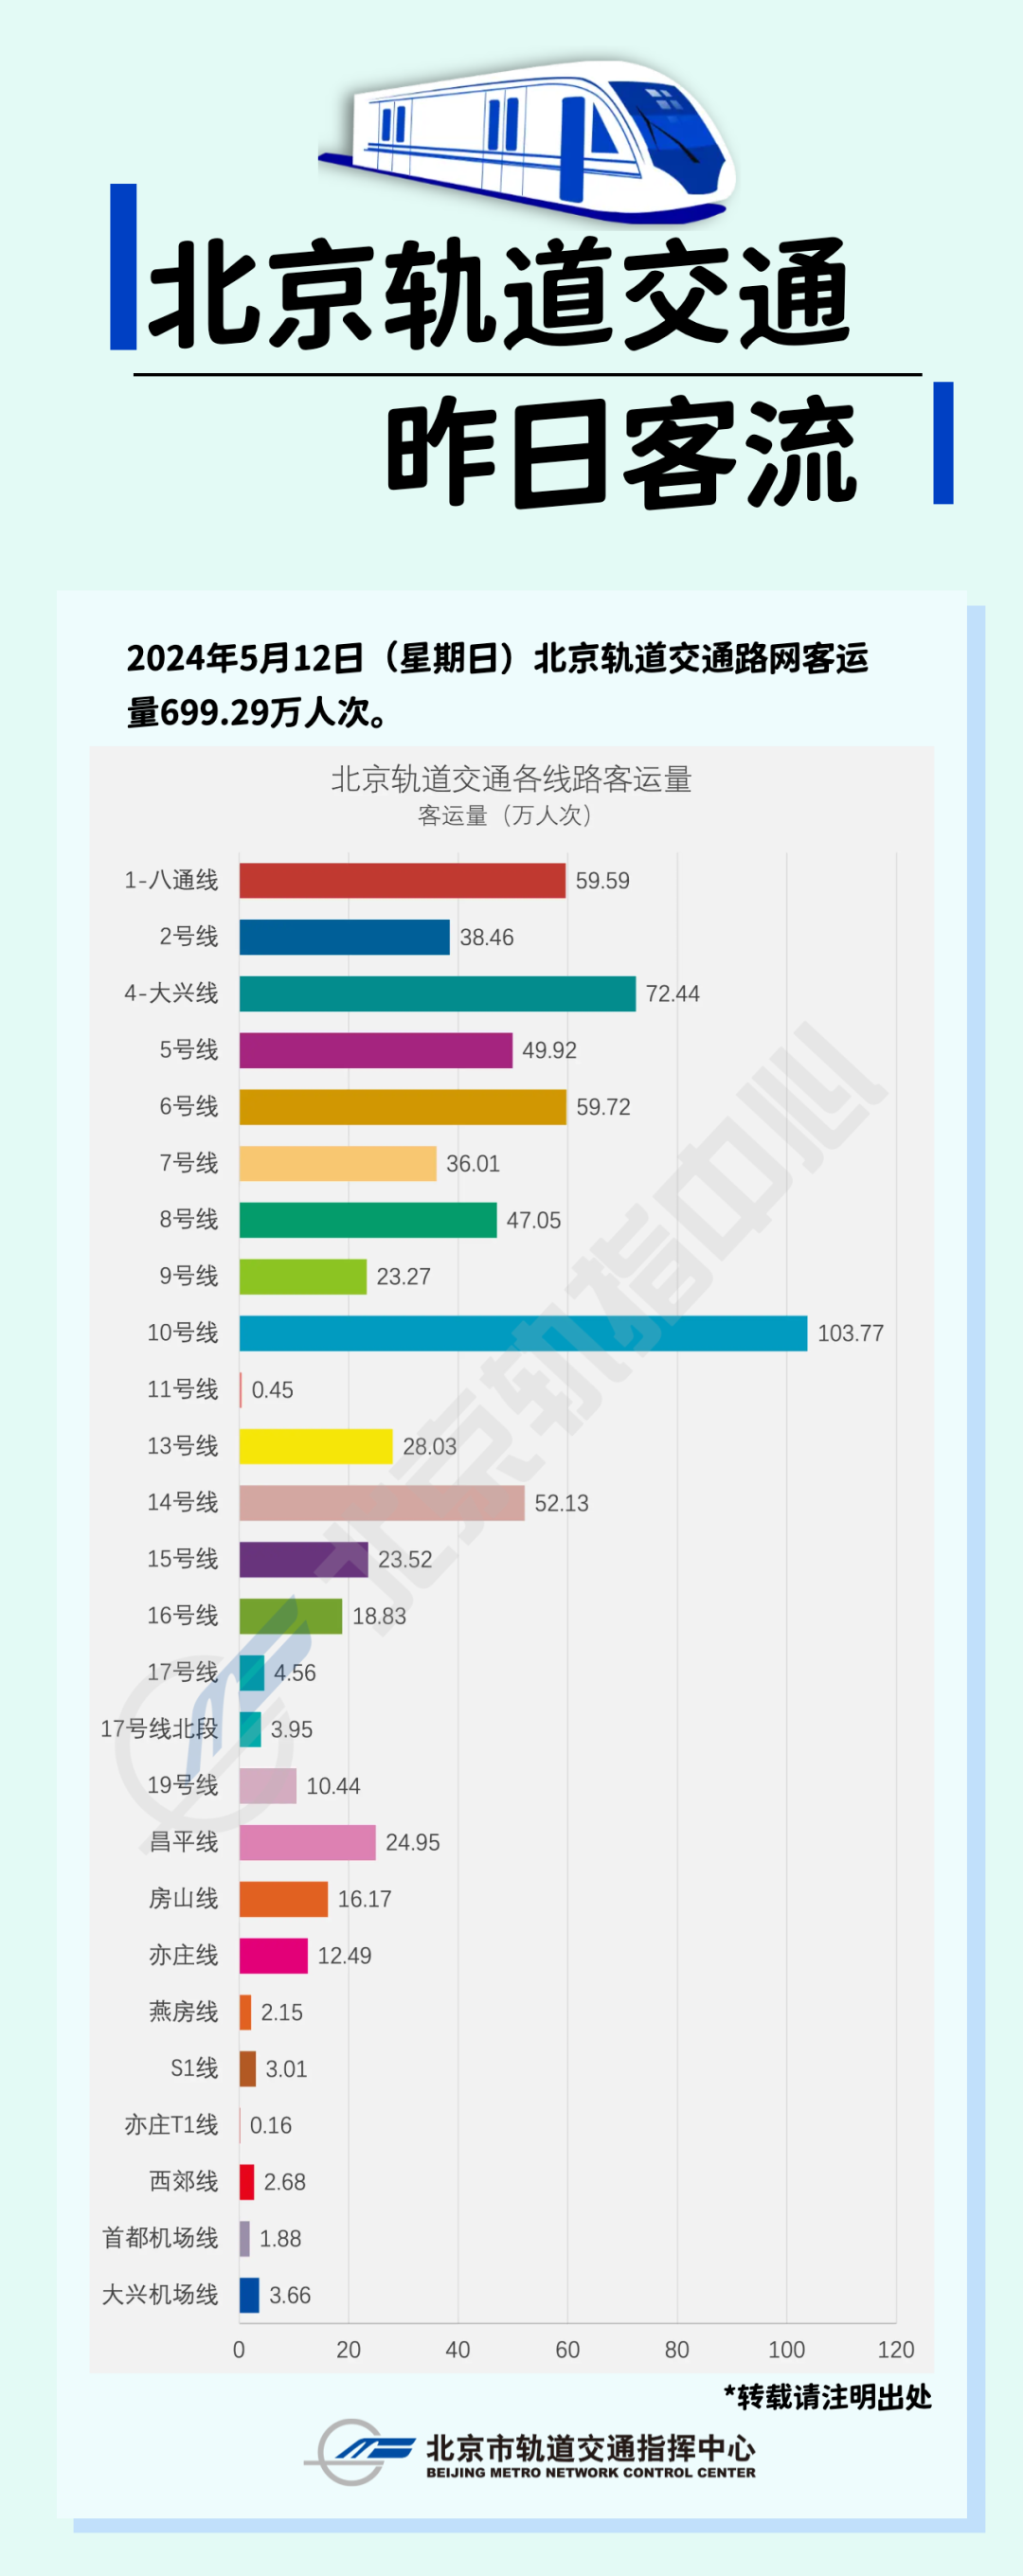 北京轨道交通
昨日客流
2024年5月12日（星期日）北京轨道交通路网客运
量699.29万人次。
北京轨道交通各线路客运量
客运量（万人次）
1-八通线 59.59
2号线 38.46
4-大兴线 72.44
5号线 49.92
6号线 59.72
7号线 36.01
8号线 47.05
9号线 23.27
10号线 103.77
11号线 0.45
13号线 28.03
14号线 52.13
15号线 23.52
16号线 18.83
17号线 4.56
17号线北段 3.95
19号线 10.44
昌平线 24.95
房山线 16.17
亦庄线 12.49
燕房线 2.15
S1线 3.01
亦庄T1线 0.16
西郊线 2.68
首都机场线 1.88
大兴机场线 3.66
0 20 40 60 80 100 120
北京轨指中心
*转载请注明出处
北京市轨道交通指挥中心
BEIJING METRO NETWORK CONTROL CENTER